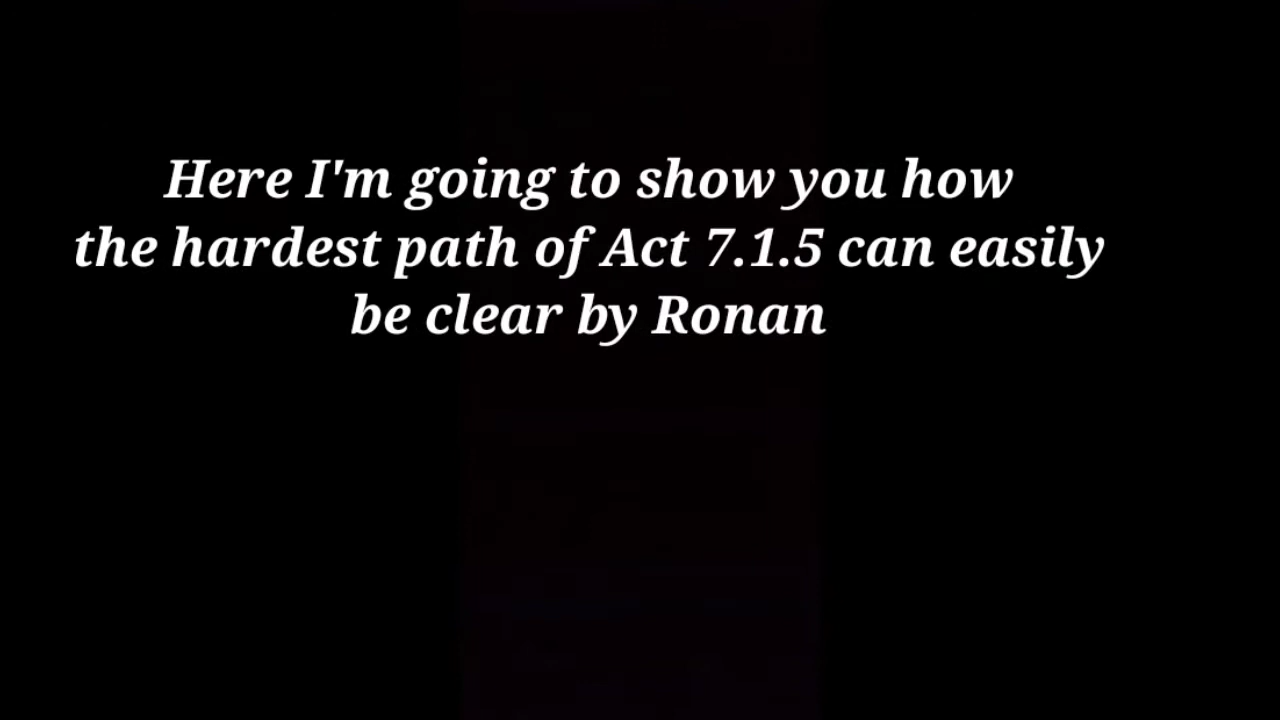 Here I'm going to show you how
the hardest path of Act 7.1.5 can easily
be clear by Ronan